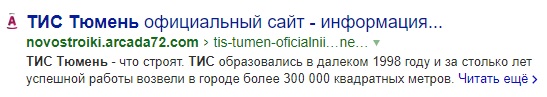 ТИС Тюмень официальный сайт - информация...
novostroiki.arcada72.com › tis-tumen-oficialnii...ne... ▾
ТИС Тюмень - что строят. ТИС образовались в далеком 1998 году и за столько лет
успешной работы возвели в городе более 300 000 квадратных метров. Читать ещё ›